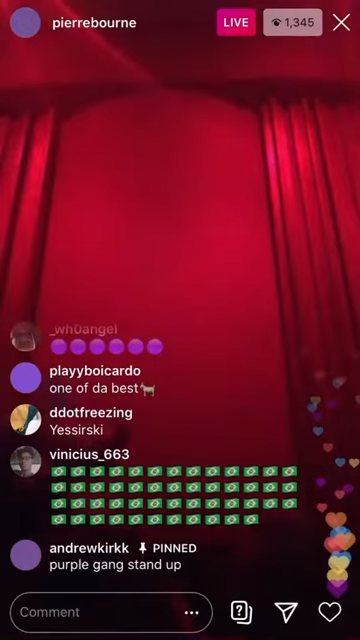 pierrebourne
LIVE
1,345
_wh0angel
playyboicardo
one of da best
ddotfreezing
Yessirski
vinicius_663
andrewkirkk PINNED
purple gang stand up
Comment